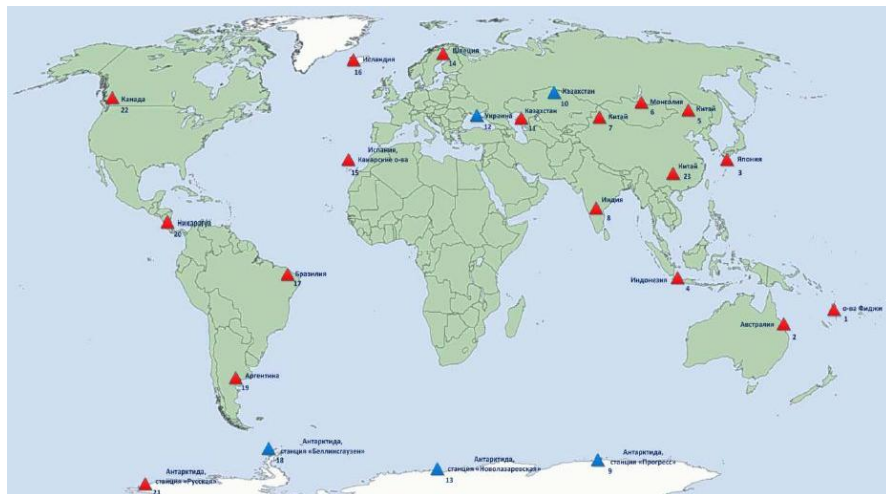 Швеция
14
Исландия
16
Казахстан
10
Канада
22
Монголия
6
Китай
5
Украина
12
Казахстан
11
Китай
7
Испания,
Канарские о-ва
15
Япония
3
Китай
23
Индия
8
Никарагуа
20
Бразилия
17
Индонезия
4
о-ва Фиджи
1
Австралия
2
Аргентина
19
Антарктида,
станция «Беллинсгаузен»
18
Антарктида,
станция «Новолазаревская»
13
Антарктида,
станция «Прогресс»
9
Антарктида,
станция «Русская»
21